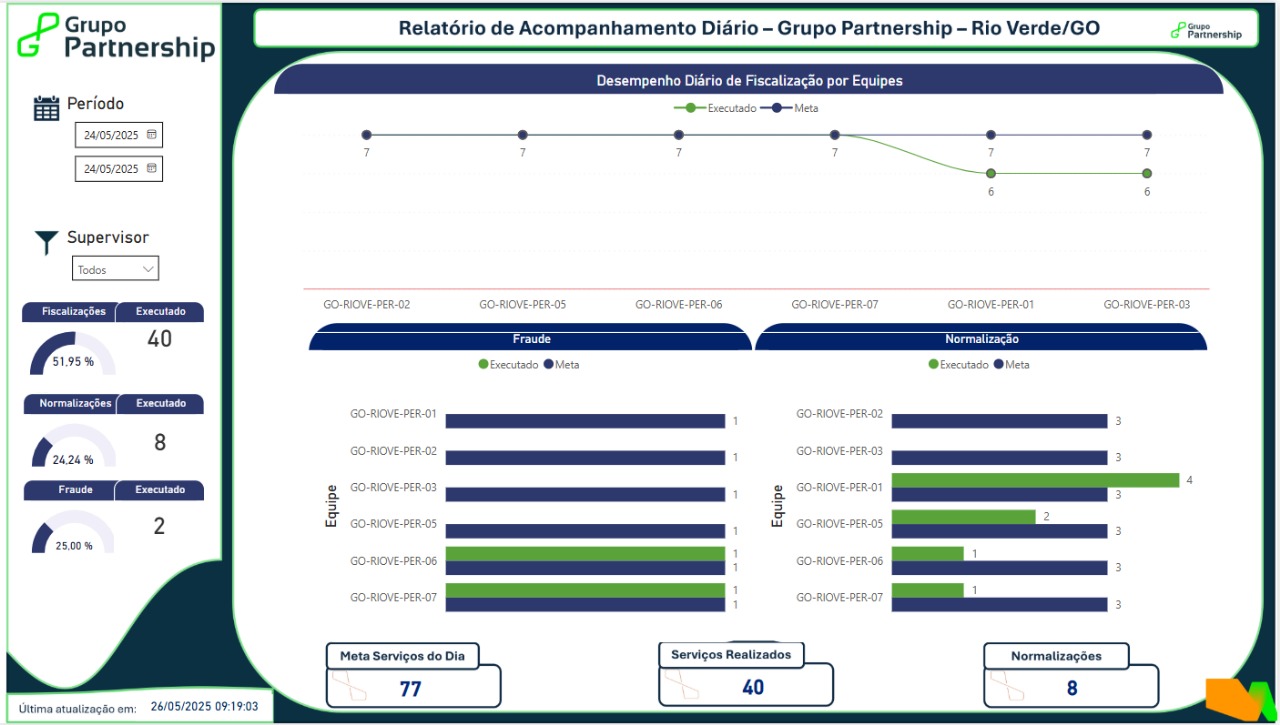 Grupo
Partnership
Relatório de Acompanhamento Diário – Grupo Partnership – Rio Verde/GO
Grupo
Partnership
Período
24/05/2025
24/05/2025
Supervisor
Todos
Fiscalizações Executado
51,95 %
40
Normalizações Executado
24,24 %
8
Fraude Executado
25,00 %
2
Última atualização em: 26/05/2025 09:19:03
Desempenho Diário de Fiscalização por Equipes
Executado Meta
7 7 7 7 7 7
6 6
GO-RIOVE-PER-02 GO-RIOVE-PER-05 GO-RIOVE-PER-06 GO-RIOVE-PER-07 GO-RIOVE-PER-01 GO-RIOVE-PER-03
Fraude
Executado Meta
Equipe
GO-RIOVE-PER-01
1
GO-RIOVE-PER-02
1
GO-RIOVE-PER-03
1
GO-RIOVE-PER-05
1
GO-RIOVE-PER-06
1
1
GO-RIOVE-PER-07
1
1
Normalização
Executado Meta
Equipe
GO-RIOVE-PER-02
3
GO-RIOVE-PER-03
3
GO-RIOVE-PER-01
4
3
GO-RIOVE-PER-05
2
3
GO-RIOVE-PER-06
1
3
GO-RIOVE-PER-07
1
3
Meta Serviços do Dia
77
Serviços Realizados
40
Normalizações
8